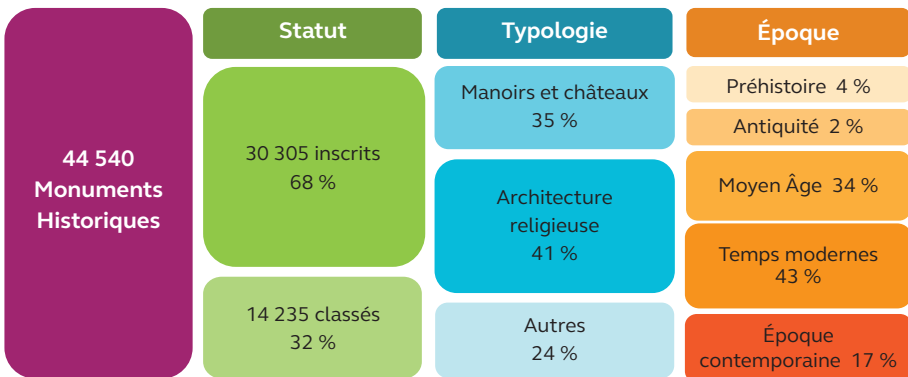 44 540
Monuments
Historiques
Statut
30 305 inscrits
68 %
14 235 classés
32 %
Typologie
Manoirs et châteaux
35 %
Architecture
religieuse
41 %
Autres
24 %
Époque
Préhistoire 4 %
Antiquité 2 %
Moyen Âge 34 %
Temps modernes
43 %
Époque
contemporaine 17 %